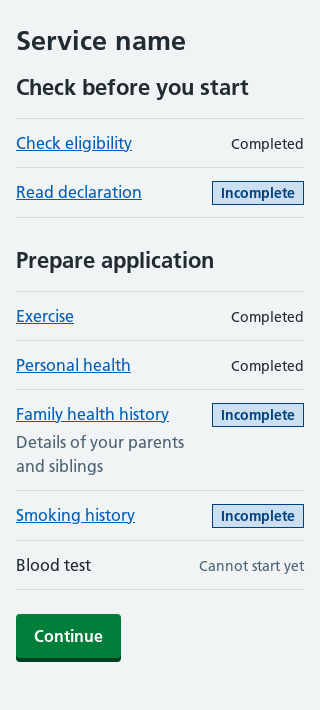 Service name
Check before you start
Check eligibility Completed
Read declaration Incomplete
Prepare application
Exercise Completed
Personal health Completed
Family health history Incomplete
Details of your parents
and siblings
Smoking history Incomplete
Blood test Cannot start yet
Continue